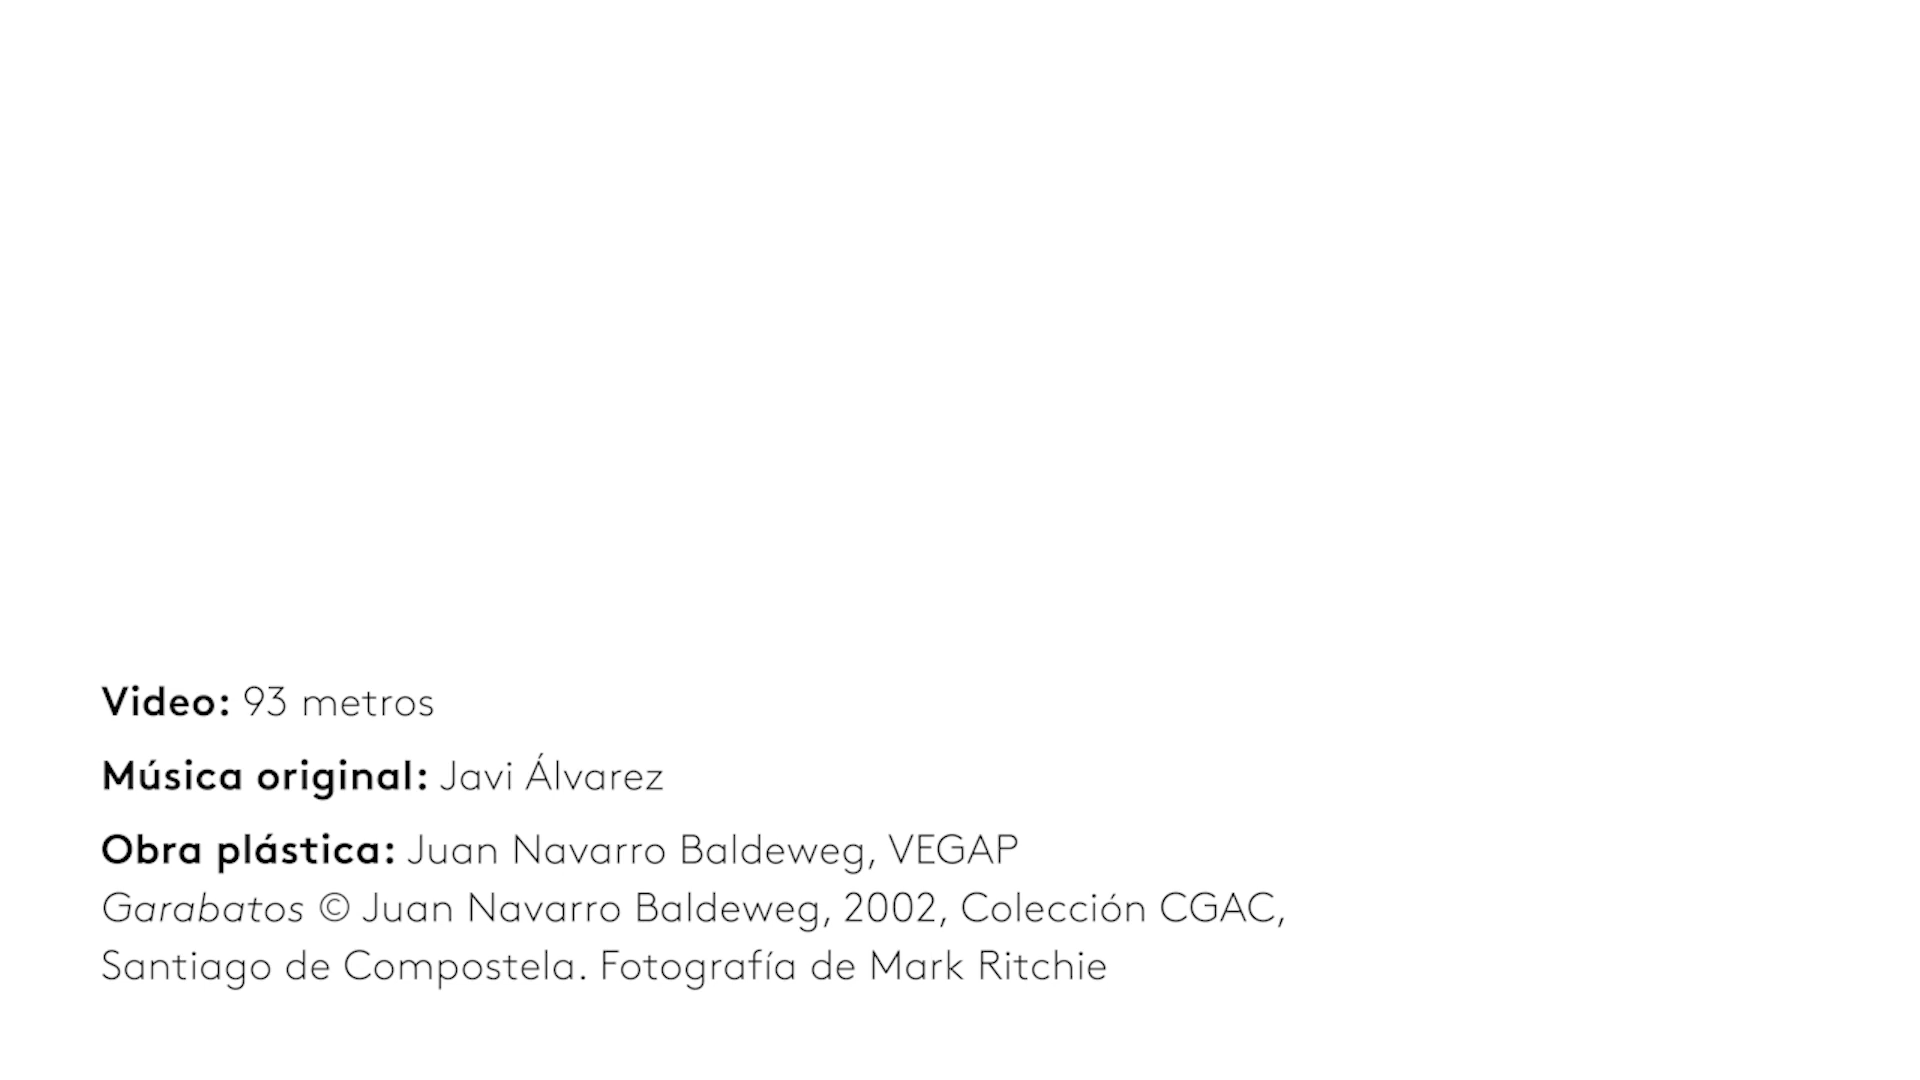 Video: 93 metros
Música original: Javi Álvarez
Obra plástica: Juan Navarro Baldeweg, VEGAP
Garabatos © Juan Navarro Baldeweg, 2002, Colección CGAC,
Santiago de Compostela. Fotografía de Mark Ritchie